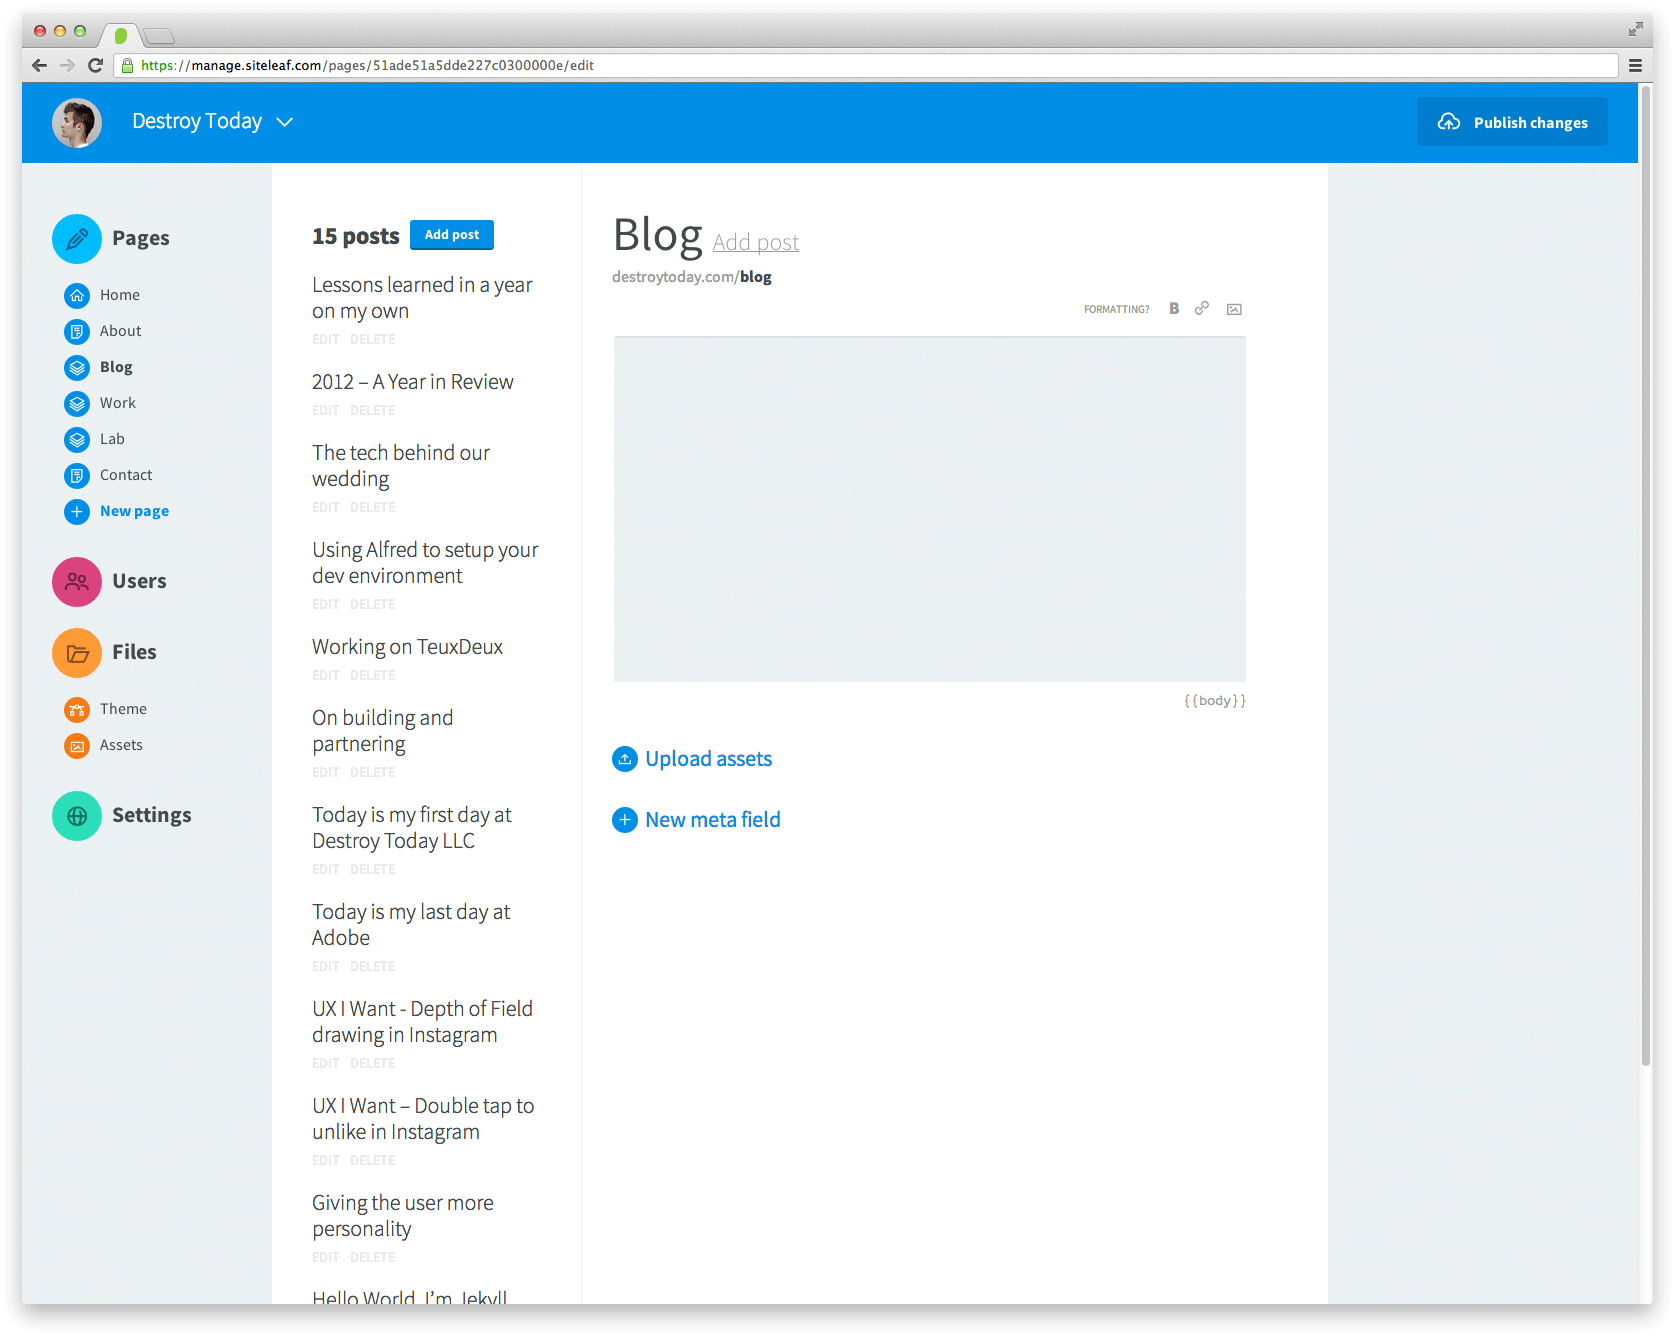 https://manage.siteleaf.com/pages/51ade51a5dde227c0300000e/edit
Destroy Today
Publish changes
Pages
Home
About
Blog
Work
Lab
Contact
New page
Users
Files
Theme
Assets
Settings
15 posts
Add post
Lessons learned in a year
on my own
EDIT DELETE
2012 – A Year in Review
EDIT DELETE
The tech behind our
wedding
EDIT DELETE
Using Alfred to setup your
dev environment
EDIT DELETE
Working on TeuxDeux
EDIT DELETE
On building and
partnering
EDIT DELETE
Today is my first day at
Destroy Today LLC
EDIT DELETE
Today is my last day at
Adobe
EDIT DELETE
UX I Want - Depth of Field
drawing in Instagram
EDIT DELETE
UX I Want – Double tap to
unlike in Instagram
EDIT DELETE
Giving the user more
personality
EDIT DELETE
Hello World, I'm Jekyll
Blog Add post
destroytoday.com/blog
FORMATTING? B
{{body}}
Upload assets
New meta field